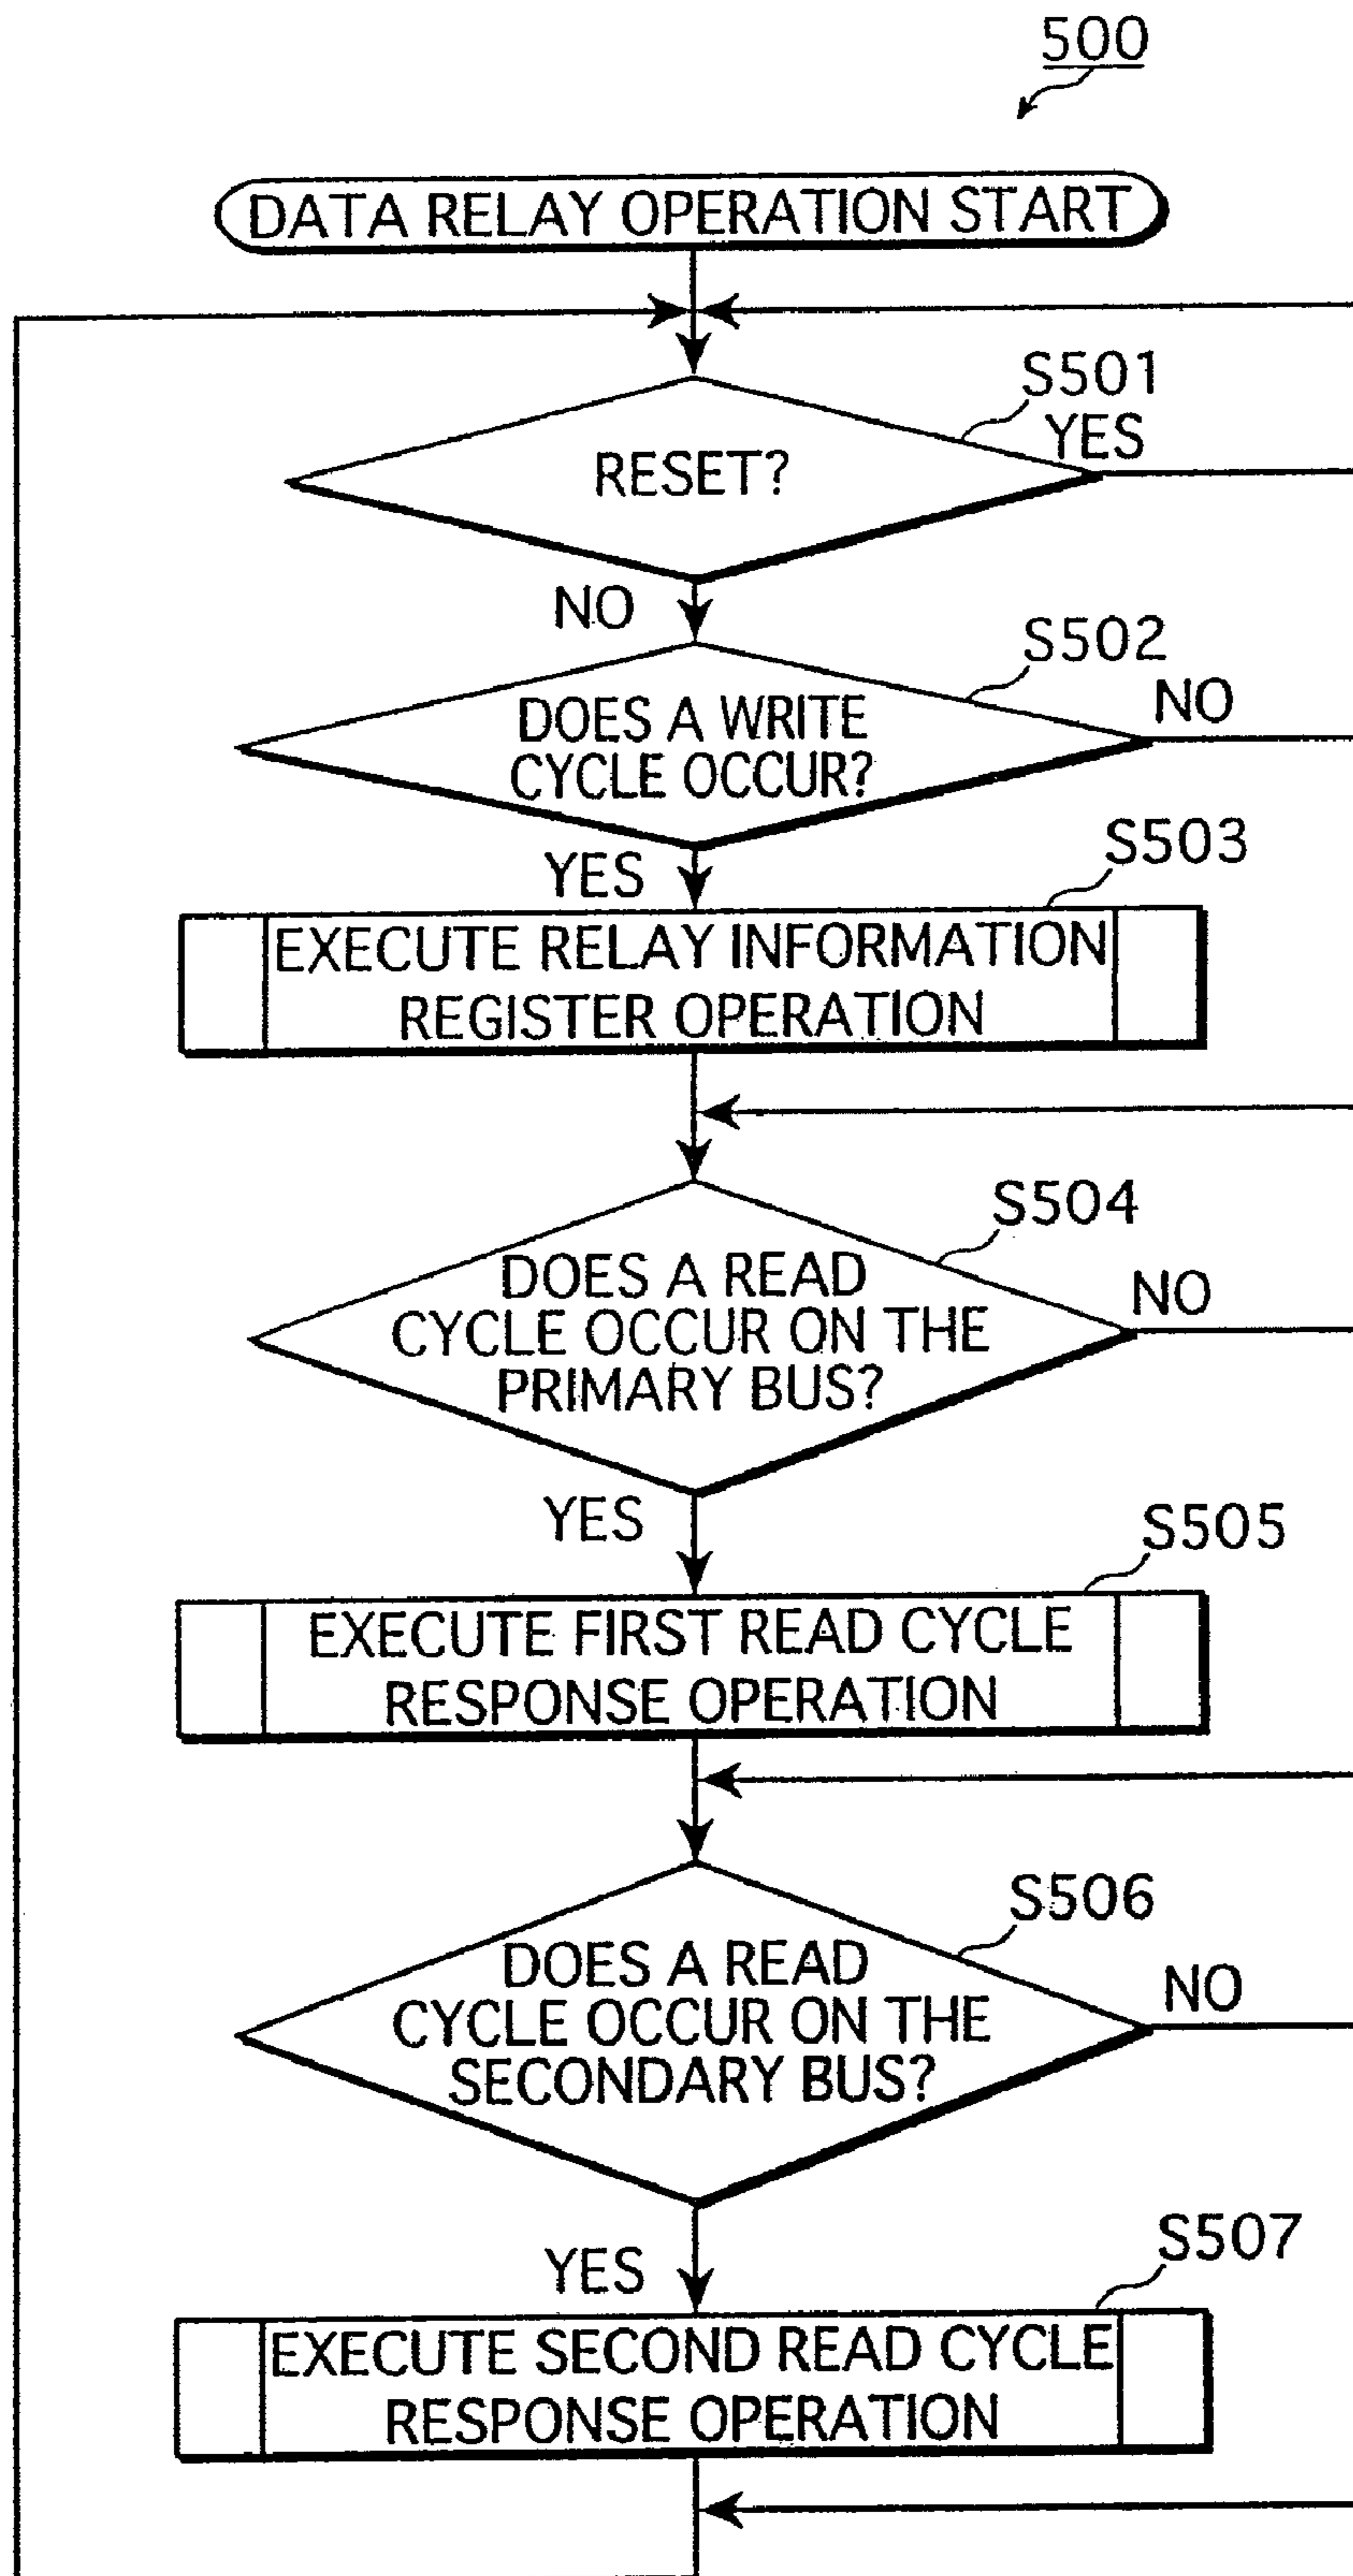 500
DATA RELAY OPERATION START
S501
YES
RESET?
NO
S502
NO
DOES A WRITE
CYCLE OCCUR?
YES
S503
EXECUTE RELAY INFORMATION
REGISTER OPERATION
S504
NO
DOES A READ
CYCLE OCCUR ON THE
PRIMARY BUS?
YES
S505
EXECUTE FIRST READ CYCLE
RESPONSE OPERATION
S506
NO
DOES A READ
CYCLE OCCUR ON THE
SECONDARY BUS?
YES
S507
EXECUTE SECOND READ CYCLE
RESPONSE OPERATION